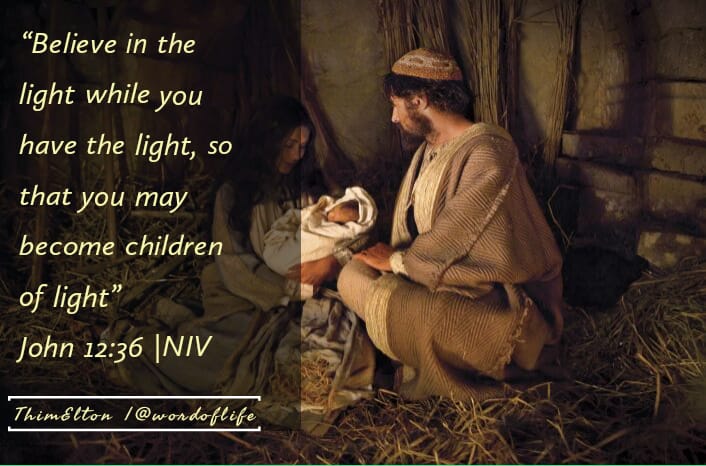 “Believe in the
light while you
have the light, so
that you may
become children
of light”
John 12:36 |NIV
ThimElton /@wordoflife